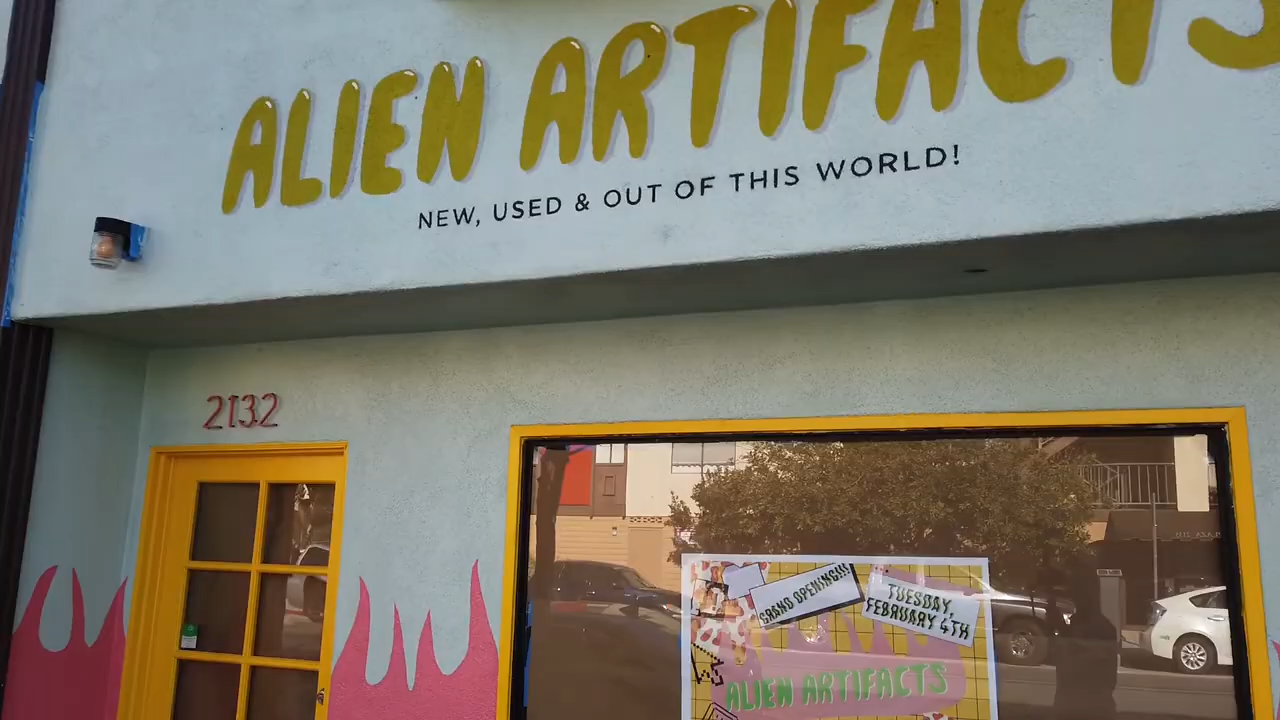 ALIEN ARTIFACTS
NEW, USED & OUT OF THIS WORLD!
2132
GRAND OPENING!!!
TUESDAY,
FEBRUARY 4TH
ALIEN ARTIFACTS